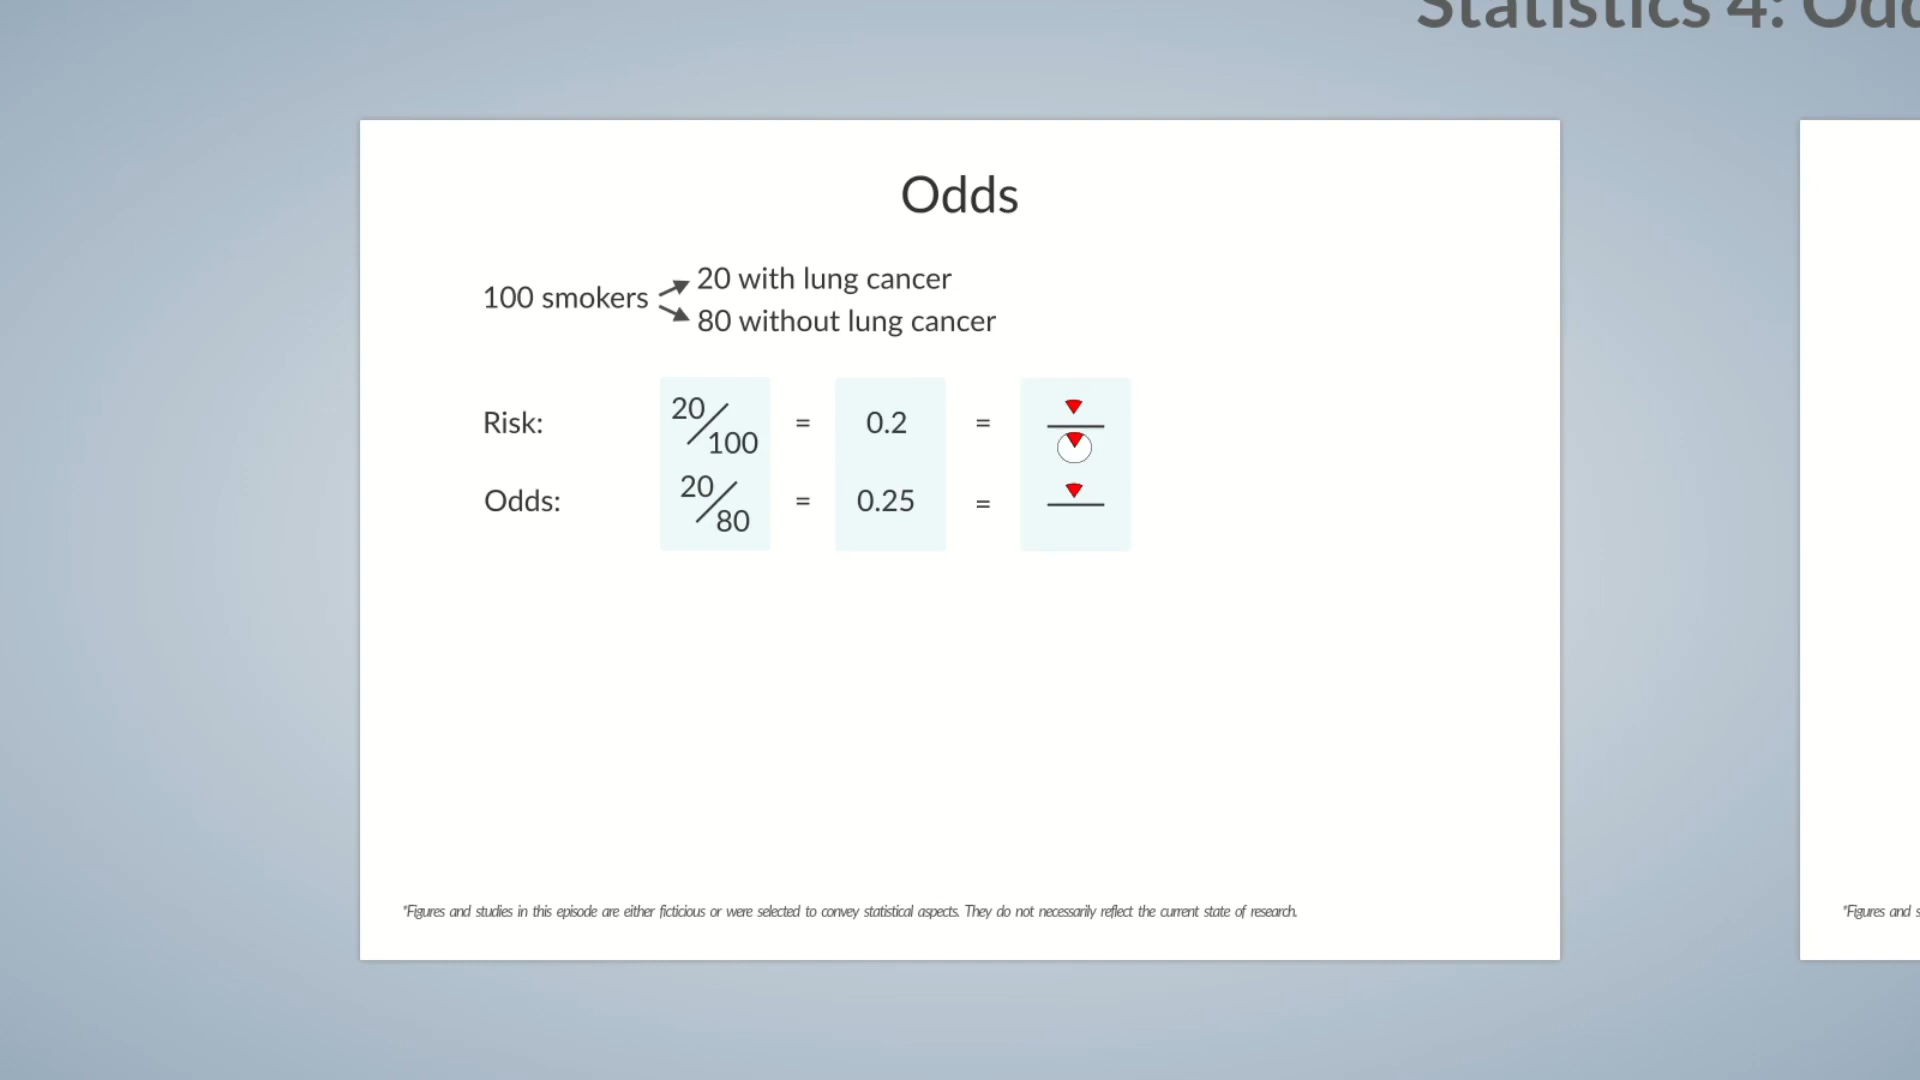 Statistics 4: Odd
Odds
100 smokers
20 with lung cancer
80 without lung cancer
Risk: 20/100 = 0.2 =
Odds: 20/80 = 0.25 =
*Figures and studies in this episode are either ficticious or were selected to convey statistical aspects. They do not necessarily reflect the current state of research.
*Figures and s